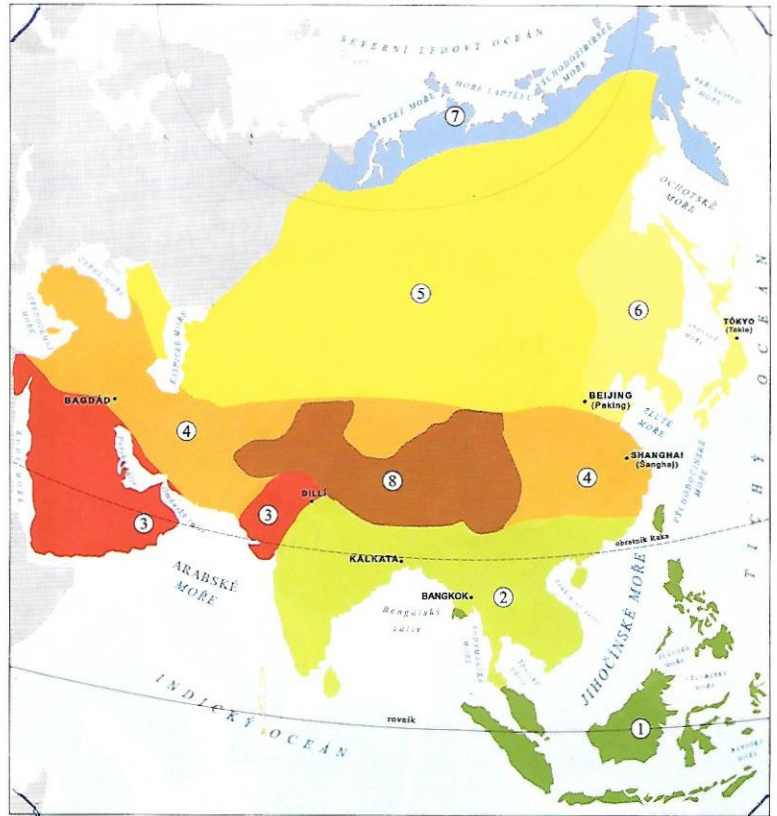 SEVERNÍ LEDOVÝ OCEÁN
VÝCHODOSIBIŘSKÉ
MOŘE
MOŘE LAPTĚVŮ
KARSKÉ MOŘE
BERINGOVO
MOŘE
7
OCHOTSKÉ
MOŘE
ČERNÉ MOŘE
5
6
TÓKYO
(Tokio)
KASPICKÉ MOŘE
BAGDÁD
BEIJING
(Peking)
ŽLUTÉ
MOŘE
4
SHANGHAI
(Šanghaj)
VÝCHODOČÍNSKÉ
MOŘE
8
4
DILLÍ
3
3
obratník Raka
KALKATA
ARABSKÉ
MOŘE
BANGKOK
2
Bengálský
záliv
JIHOČÍNSKÉ MOŘE
TICHÝ OCEÁN
INDICKÝ OCEÁN
rovník
1